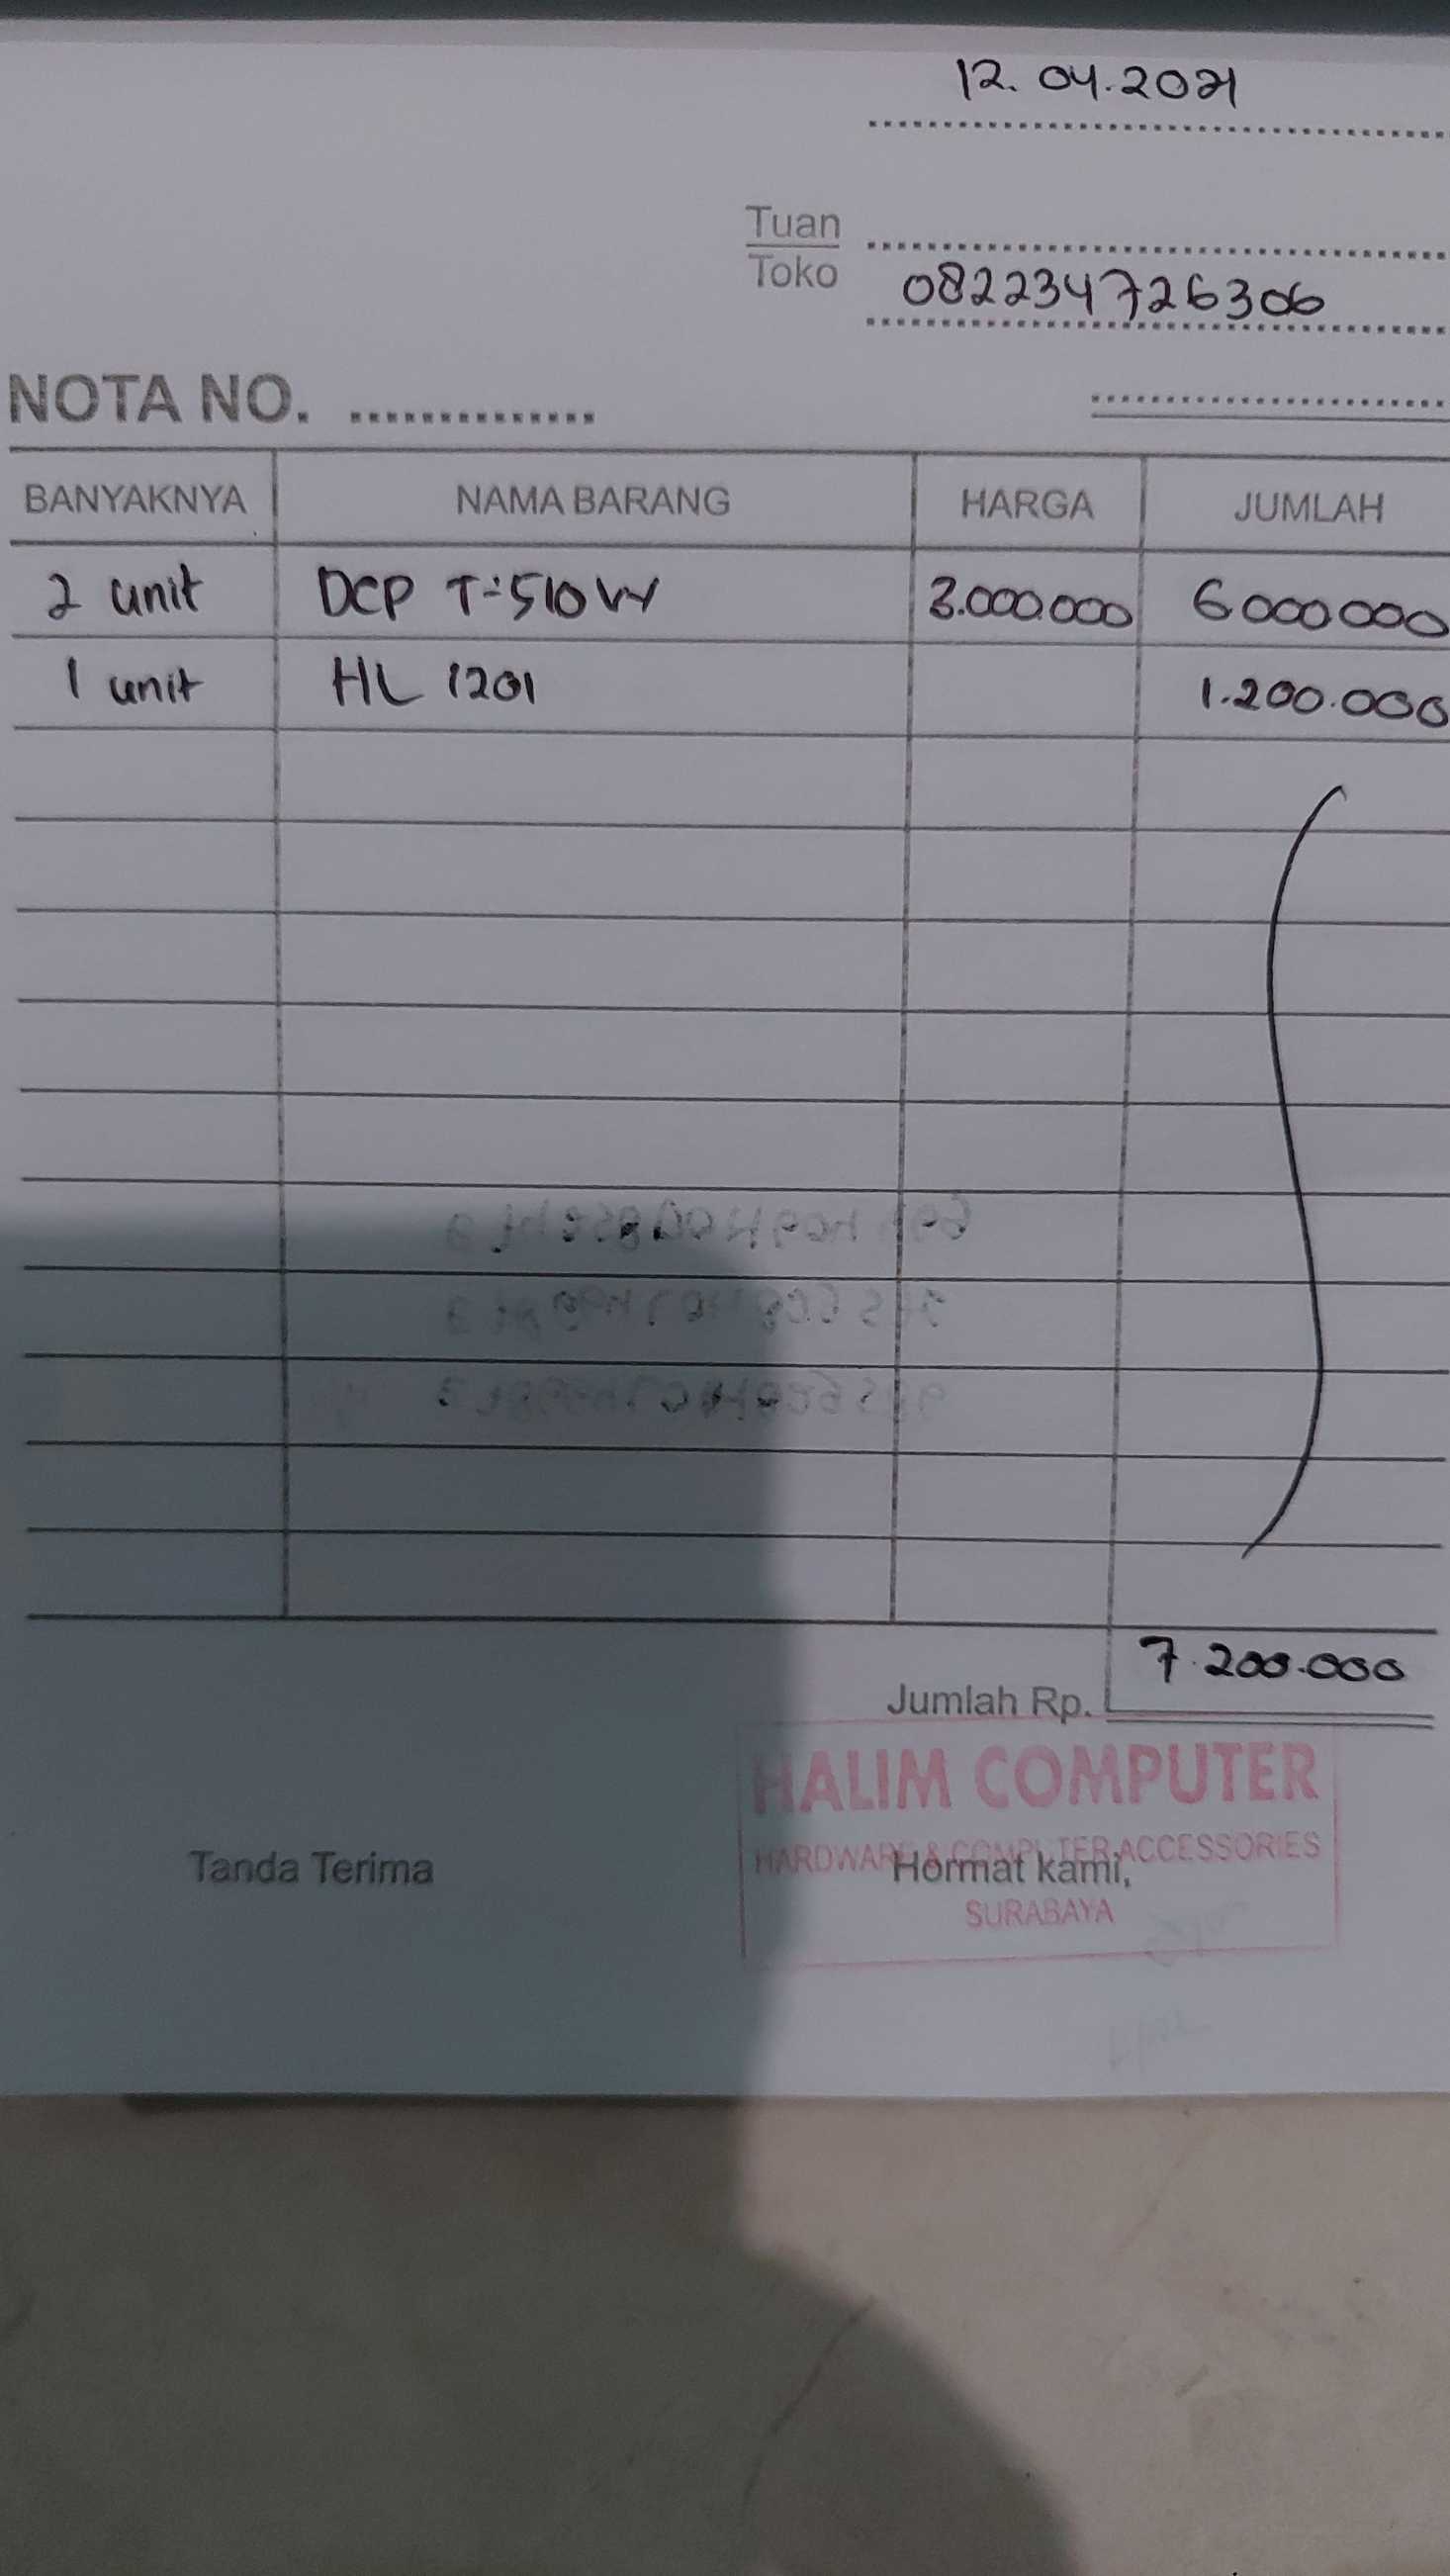 12.04.2021
Tuan
Toko 082234726306
NOTA NO. ..............
BANYAKNYA NAMA BARANG HARGA JUMLAH
2 unit DCP T-510W 3.000.000 6000000
1 unit HL 1201 1.200.000
Jumlah Rp. 7.200.000
HALIM COMPUTER
HARDWARE & COMPUTER ACCESSORIES
Tanda Terima Hormat kami,
SURABAYA